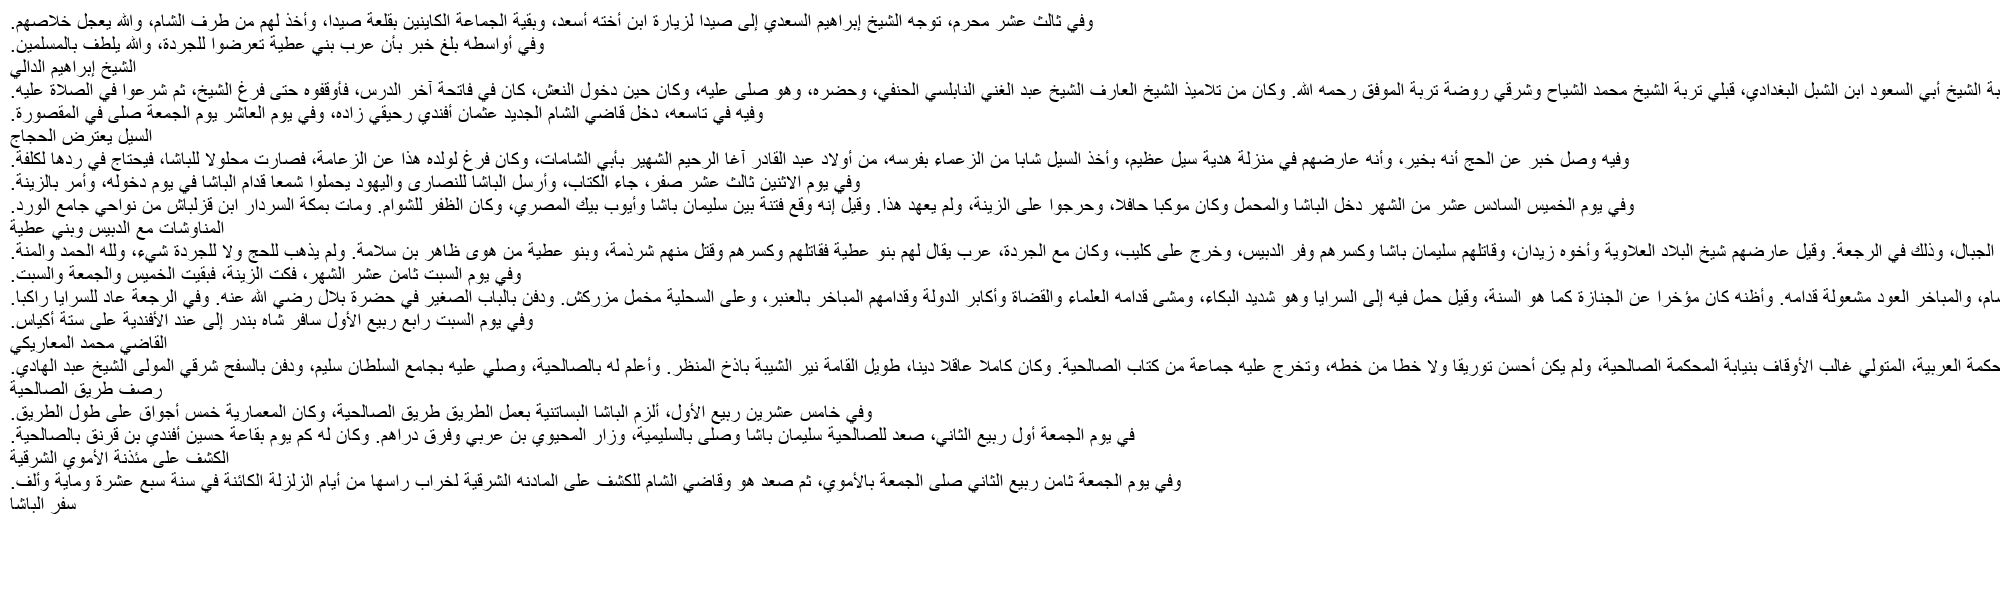 وفي ثالث عشر محرم، توجه الشيخ إبراهيم السعدي إلى صيدا لزيارة ابن أخته أسعد، وبقية الجماعة الكاينين بقلعة صيدا، وأخذ لهم من طرف الشام، والله يعجل خلاصهم.
وفي أواسطه بلغ خبر بأن عرب بني عطية تعرضوا للجردة، والله يلطف بالمسلمين.
الشيخ إبراهيم الدالي
بة الشيخ أبي السعود ابن الشبل البغدادي، قبلي تربة الشيخ محمد الشياح وشرقي روضة تربة الموفق رحمه الله. وكان من تلاميذ الشيخ العارف الشيخ عبد الغني النابلسي الحنفي، وحضره، وهو صلى عليه، وكان حين دخول النعش، كان في فاتحة آخر الدرس، فأوقفوه حتى فرغ الشيخ، ثم شرعوا في الصلاة عليه.
وفيه في تاسعه، دخل قاضي الشام الجديد عثمان أفندي رحيقي زاده، وفي يوم العاشر يوم الجمعة صلى في المقصورة.
السيل يعترض الحجاج
وفيه وصل خبر عن الحج أنه بخير، وأنه عارضهم في منزلة هدية سيل عظيم، وأخذ السيل شابا من الزعماء بفرسه، من أولاد عبد القادر آغا الرحيم الشهير بأبي الشامات، وكان فرغ لولده هذا عن الزعامة، فصارت محلولا للباشا، فيحتاج في ردها لكلفة.
وفي يوم الاثنين ثالث عشر صفر، جاء الكتاب، وأرسل الباشا للنصارى واليهود يحملوا شمعا قدام الباشا في يوم دخوله، وأمر بالزينة.
وفي يوم الخميس السادس عشر من الشهر دخل الباشا والمحمل وكان موكبا حافلا، وحرجوا على الزينة، ولم يعهد هذا. وقيل إنه وقع فتنة بين سليمان باشا وأيوب بيك المصري، وكان الظفر للشوام. ومات بمكة السردار ابن قزلباش من نواحي جامع الورد.
المناوشات مع الدبيس وبني عطية
الجبال، وذلك في الرجعة. وقيل عارضهم شيخ البلاد العلاوية وأخوه زيدان، وقاتلهم سليمان باشا وكسرهم وفر الدبيس، وخرج على كليب، وكان مع الجردة، عرب يقال لهم بنو عطية فقاتلهم وكسرهم وقتل منهم شرذمة، وبنو عطية من هوى ظاهر بن سلامة. ولم يذهب للحج ولا للجردة شيء، ولله الحمد والمنة.
وفي يوم السبت ثامن عشر الشهر، فكت الزينة، فبقيت الخميس والجمعة والسبت.
سام، والمباخر العود مشعولة قدامه. وأظنه كان مؤخرا عن الجنازة كما هو السنة، وقيل حمل فيه إلى السرايا وهو شديد البكاء، ومشى قدامه العلماء والقضاة وأكابر الدولة وقدامهم المباخر بالعنبر، وعلى السحلية مخمل مزركش. ودفن بالباب الصغير في حضرة بلال رضي الله عنه. وفي الرجعة عاد للسرايا راكبا.
وفي يوم السبت رابع ربيع الأول سافر شاه بندر إلى عند الأفندية على ستة أكياس.
القاضي محمد المعاريكي
حكمة العربية، المتولي غالب الأوقاف بنيابة المحكمة الصالحية، ولم يكن أحسن توريقا ولا خطا من خطه، وتخرج عليه جماعة من كتاب الصالحية. وكان كاملا عاقلا دينا، طويل القامة نير الشيبة باذخ المنظر. وأعلم له بالصالحية، وصلي عليه بجامع السلطان سليم، ودفن بالسفح شرقي المولى الشيخ عبد الهادي.
رصف طريق الصالحية
وفي خامس عشرين ربيع الأول، ألزم الباشا البساتنية بعمل الطريق طريق الصالحية، وكان المعمارية خمس أجواق على طول الطريق.
في يوم الجمعة أول ربيع الثاني، صعد للصالحية سليمان باشا وصلى بالسليمية، وزار المحيوي بن عربي وفرق دراهم. وكان له كم يوم بقاعة حسين أفندي بن قرنق بالصالحية.
الكشف على مئذنة الأموي الشرقية
وفي يوم الجمعة ثامن ربيع الثاني صلى الجمعة بالأموي، ثم صعد هو وقاضي الشام للكشف على المادنه الشرقية لخراب راسها من أيام الزلزلة الكائنة في سنة سبع عشرة وماية وألف.
سفر الباشا